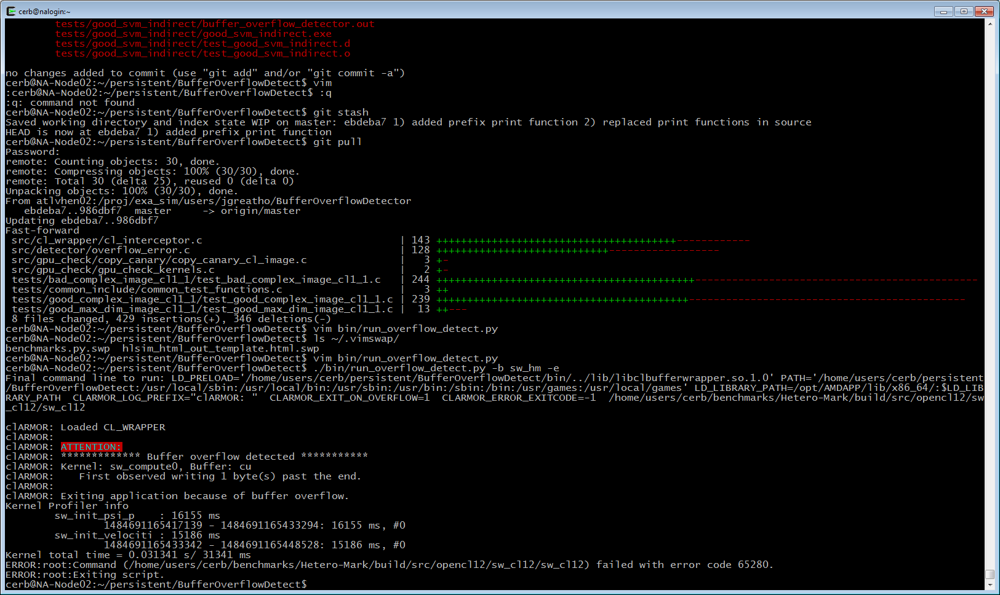 cerb@nalogin:~
tests/good_svm_indirect/buffer_overflow_detector.out
tests/good_svm_indirect/good_svm_indirect.exe
tests/good_svm_indirect/test_good_svm_indirect.d
tests/good_svm_indirect/test_good_svm_indirect.o
no changes added to commit (use "git add" and/or "git commit -a")
cerb@NA-Node02:~/persistent/BufferOverflowDetect$ vim
:cerb@NA-Node02:~/persistent/BufferOverflowDetect$ :q
:q: command not found
cerb@NA-Node02:~/persistent/BufferOverflowDetect$ git stash
Saved working directory and index state WIP on master: ebdeba7 1) added prefix print function 2) replaced print functions in source
HEAD is now at ebdeba7 1) added prefix print function
cerb@NA-Node02:~/persistent/BufferOverflowDetect$ git pull
Password:
remote: Counting objects: 30, done.
remote: Compressing objects: 100% (30/30), done.
remote: Total 30 (delta 25), reused 0 (delta 0)
Unpacking objects: 100% (30/30), done.
From atlvhen02:/proj/exa_sim/users/jgreatho/BufferOverflowDetector
   ebdeba7..986dbf7  master     -> origin/master
Updating ebdeba7..986dbf7
Fast-forward
 src/cl_wrapper/cl_interceptor.c | 143 +++++++++++++++++++++++++++++++++++++++------------
 src/detector/overflow_error.c | 128 ++++++++++++++++++++++++++++------------------
 src/gpu_check/copy_canary/copy_canary_cl_image.c | 3 +-
 src/gpu_check/gpu_check_kernels.c | 2 +-
 tests/bad_complex_image_cl1_1/test_bad_complex_image_cl1_1.c | 244 ++++++++++++++++++++++++++++++++++++++++++----------------------------------------------
 tests/common_include/common_test_functions.c | 3 ++
 tests/good_complex_image_cl1_1/test_good_complex_image_cl1_1.c | 239 +++++++++++++++++++++++++++++++++++++++++---------------------------------------------
 tests/good_max_dim_image_cl1_1/test_good_max_dim_image_cl1_1.c | 13 ++---
 8 files changed, 429 insertions(+), 346 deletions(-)
cerb@NA-Node02:~/persistent/BufferOverflowDetect$ vim bin/run_overflow_detect.py
cerb@NA-Node02:~/persistent/BufferOverflowDetect$ ls ~/.vimswap/
benchmarks.py.swp  hlsim_html_out_template.html.swp
cerb@NA-Node02:~/persistent/BufferOverflowDetect$ vim bin/run_overflow_detect.py
cerb@NA-Node02:~/persistent/BufferOverflowDetect$ ./bin/run_overflow_detect.py -b sw_hm -e
Final command line to run: LD_PRELOAD='/home/users/cerb/persistent/BufferOverflowDetect/bin/../lib/libclbufferwrapper.so.1.0' PATH='/home/users/cerb/persistent
/BufferOverflowDetect:/usr/local/sbin:/usr/local/bin:/usr/sbin:/usr/bin:/sbin:/bin:/usr/games:/usr/local/games' LD_LIBRARY_PATH=/opt/AMDAPP/lib/x86_64/:$LD_LIB
RARY_PATH  CLARMOR_LOG_PREFIX="clARMOR: "  CLARMOR_EXIT_ON_OVERFLOW=1  CLARMOR_ERROR_EXITCODE=-1  /home/users/cerb/benchmarks/Hetero-Mark/build/src/opencl12/sw
_cl12/sw_cl12
clARMOR: Loaded CL_WRAPPER
clARMOR:
clARMOR: ATTENTION:
clARMOR: ************* Buffer overflow detected ***********
clARMOR: Kernel: sw_compute0, Buffer: cu
clARMOR:    First observed writing 1 byte(s) past the end.
clARMOR:
clARMOR: Exiting application because of buffer overflow.
Kernel Profiler info
sw_init_psi_p    : 16155 ms
1484691165417139 - 1484691165433294: 16155 ms, #0
sw_init_velociti : 15186 ms
1484691165433342 - 1484691165448528: 15186 ms, #0
Kernel total time = 0.031341 s/ 31341 ms
ERROR:root:Command (/home/users/cerb/benchmarks/Hetero-Mark/build/src/opencl12/sw_cl12/sw_cl12) failed with error code 65280.
ERROR:root:Exiting script.
cerb@NA-Node02:~/persistent/BufferOverflowDetect$